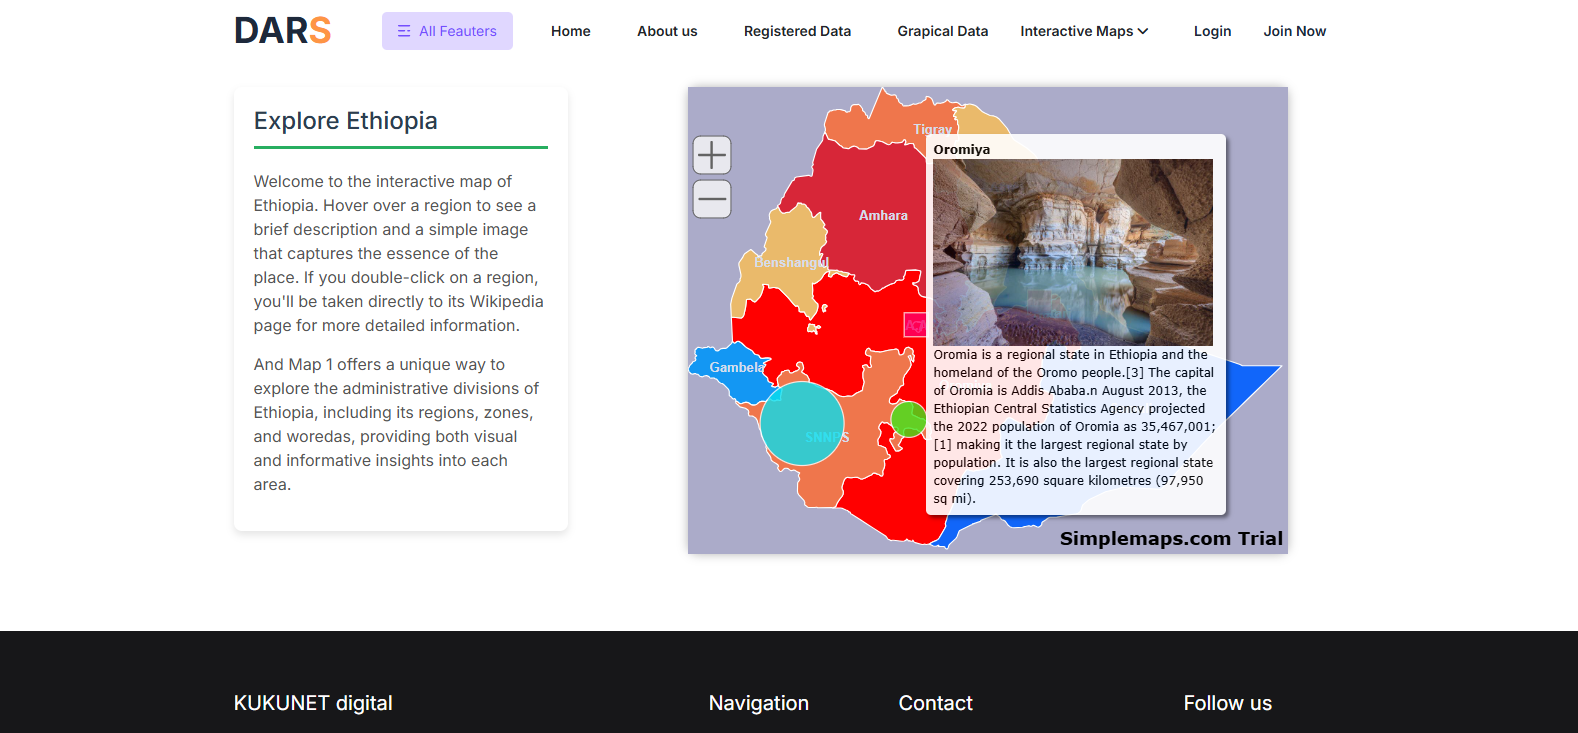 DARS
All Feauters
Home
About us
Registered Data
Grapical Data
Interactive Maps
Login
Join Now
Explore Ethiopia
Welcome to the interactive map of
Ethiopia. Hover over a region to see a
brief description and a simple image
that captures the essence of the
place. If you double-click on a region,
you'll be taken directly to its Wikipedia
page for more detailed information.
And Map 1 offers a unique way to
explore the administrative divisions of
Ethiopia, including its regions, zones,
and woredas, providing both visual
and informative insights into each
area.
Tigray
Amhara
Benshangul
Gambela
SNNPS
Oromiya
Oromia is a regional state in Ethiopia and the
homeland of the Oromo people.[3] The capital
of Oromia is Addis Ababa.n August 2013, the
Ethiopian Central Statistics Agency projected
the 2022 population of Oromia as 35,467,001;
[1] making it the largest regional state by
population. It is also the largest regional state
covering 253,690 square kilometres (97,950
sq mi).
Simplemaps.com Trial
KUKUNET digital
Navigation
Contact
Follow us